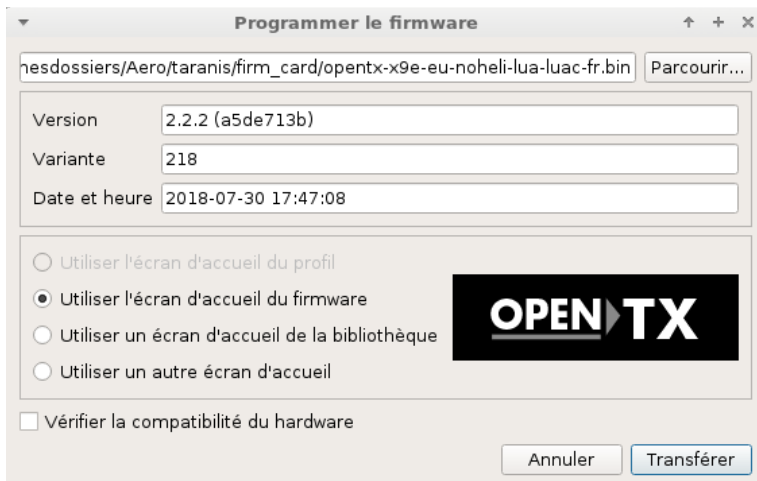 Programmer le firmware
nesdossiers/Aero/taranis/firm_card/opentx-x9e-eu-noheli-lua-luac-fr.bin Parcourir...
Version 2.2.2 (a5de713b)
Variante 218
Date et heure 2018-07-30 17:47:08
Utiliser l'écran d'accueil du profil
Utiliser l'écran d'accueil du firmware
OPEN TX
Utiliser un écran d'accueil de la bibliothèque
Utiliser un autre écran d'accueil
Vérifier la compatibilité du hardware
Annuler Transférer